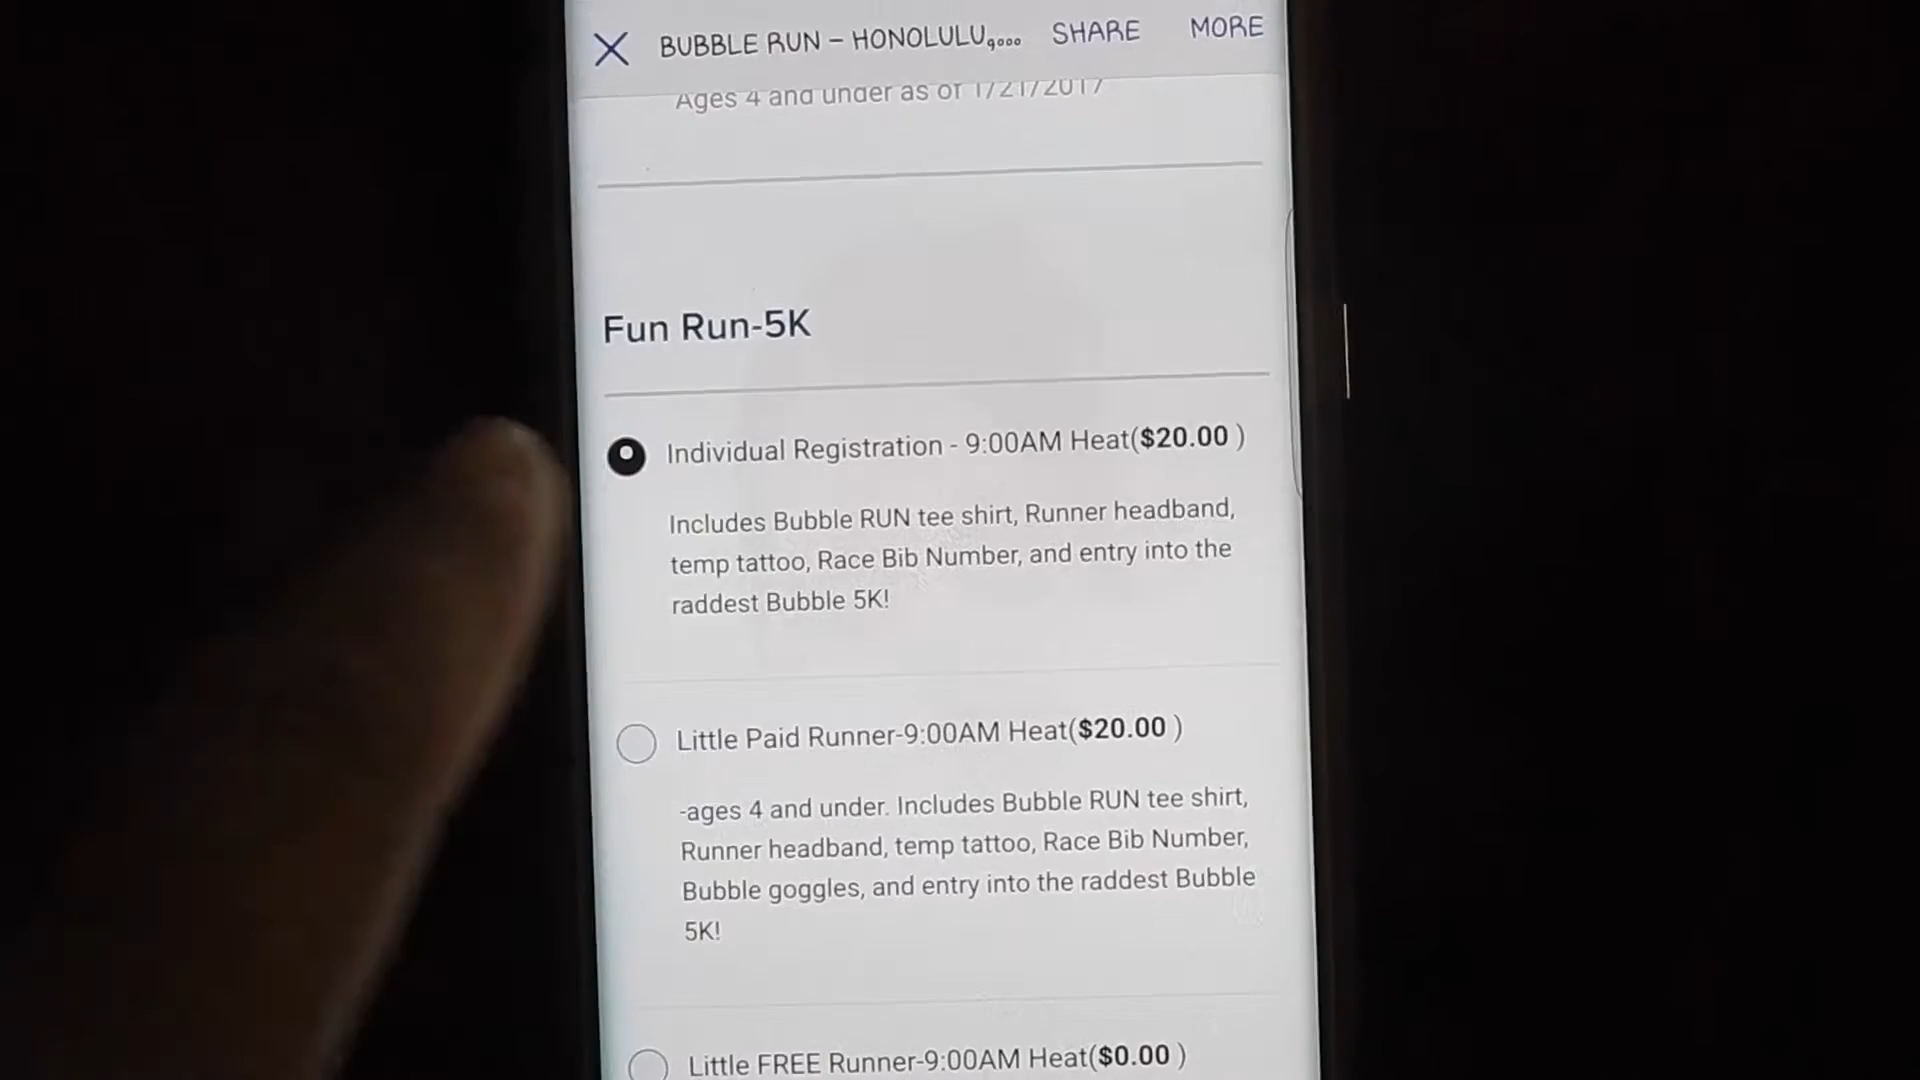 BUBBLE RUN – HONOLULU,... SHARE MORE
Ages 4 and under as of 1/21/2017
Fun Run-5K
Individual Registration - 9:00AM Heat($20.00 )
Includes Bubble RUN tee shirt, Runner headband,
temp tattoo, Race Bib Number, and entry into the
raddest Bubble 5K!
Little Paid Runner-9:00AM Heat($20.00 )
-ages 4 and under. Includes Bubble RUN tee shirt,
Runner headband, temp tattoo, Race Bib Number,
Bubble goggles, and entry into the raddest Bubble
5K!
Little FREE Runner-9:00AM Heat($0.00 )